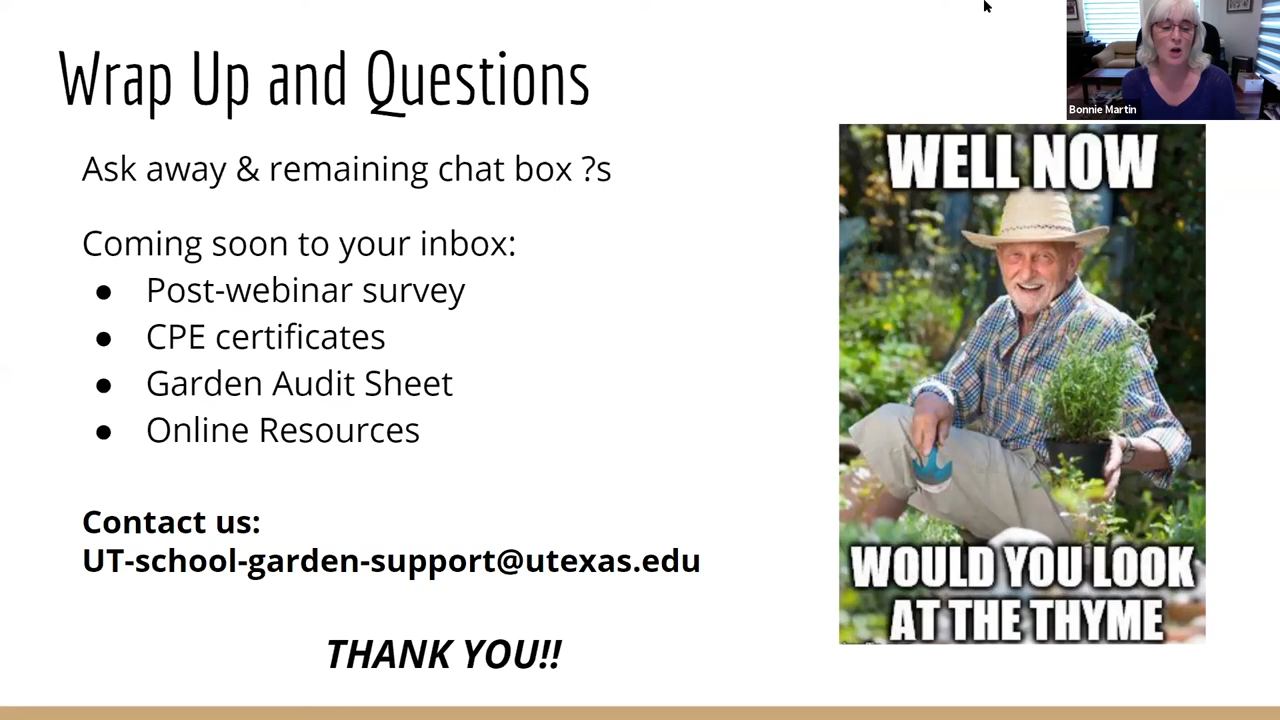 Wrap Up and Questions
Bonnie Martin
Ask away & remaining chat box ?s
Coming soon to your inbox:
● Post-webinar survey
● CPE certificates
● Garden Audit Sheet
● Online Resources
Contact us:
UT-school-garden-support@utexas.edu
THANK YOU!!
WELL NOW
WOULD YOU LOOK
AT THE THYME